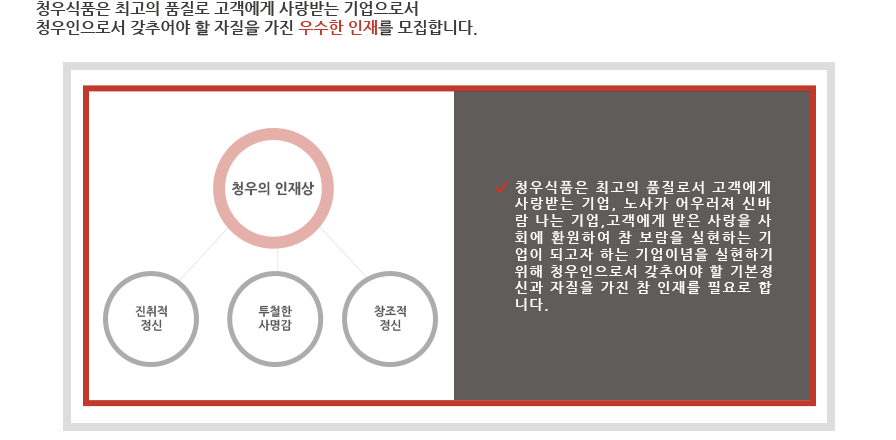 청우식품은 최고의 품질로 고객에게 사랑받는 기업으로서
청우인으로서 갖추어야 할 자질을 가진 우수한 인재를 모집합니다.
청우의 인재상
진취적
정신
투철한
사명감
창조적
정신
청우식품은 최고의 품질로서 고객에게
사랑받는 기업, 노사가 어우러져 신바
람 나는 기업,고객에게 받은 사랑을 사
회에 환원하여 참 보람을 실현하는 기
업이 되고자 하는 기업이념을 실현하기
위해 청우인으로서 갖추어야 할 기본정
신과 자질을 가진 참 인재를 필요로 합
니다.